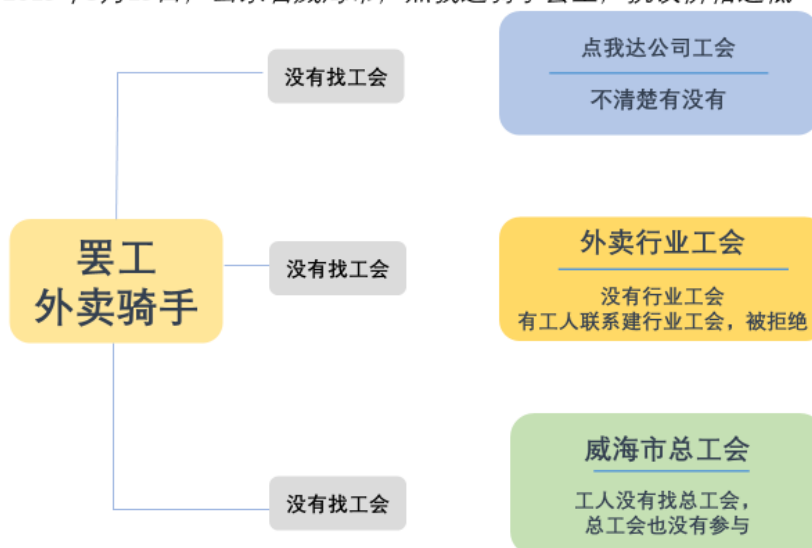 没有找工会
点我达公司工会
不清楚有没有
罢工
外卖骑手
没有找工会
外卖行业工会
没有行业工会
有工人联系建行业工会，被拒绝
没有找工会
威海市总工会
工人没有找总工会，
总工会也没有参与